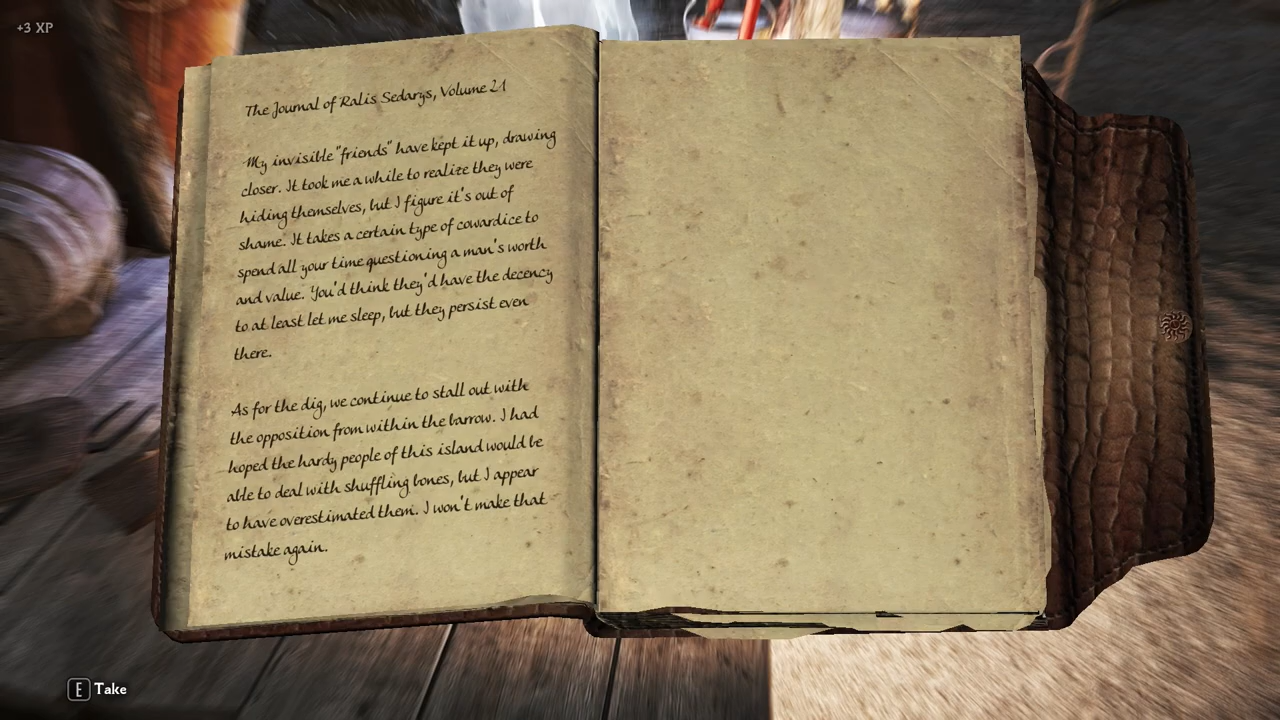 +3 XP
The Journal of Ralis Sedarys, Volume 21
My invisible "friends" have kept it up, drawing
closer. It took me a while to realize they were
hiding themselves, but I figure it's out of
shame. It takes a certain type of cowardice to
spend all your time questioning a man's worth
and value. You'd think they'd have the decency
to at least let me sleep, but they persist even
there.
As for the dig, we continue to stall out with
the opposition from within the barrow. I had
hoped the hardy people of this island would be
able to deal with shuffling bones, but I appear
to have overestimated them. I won't make that
mistake again.
E Take